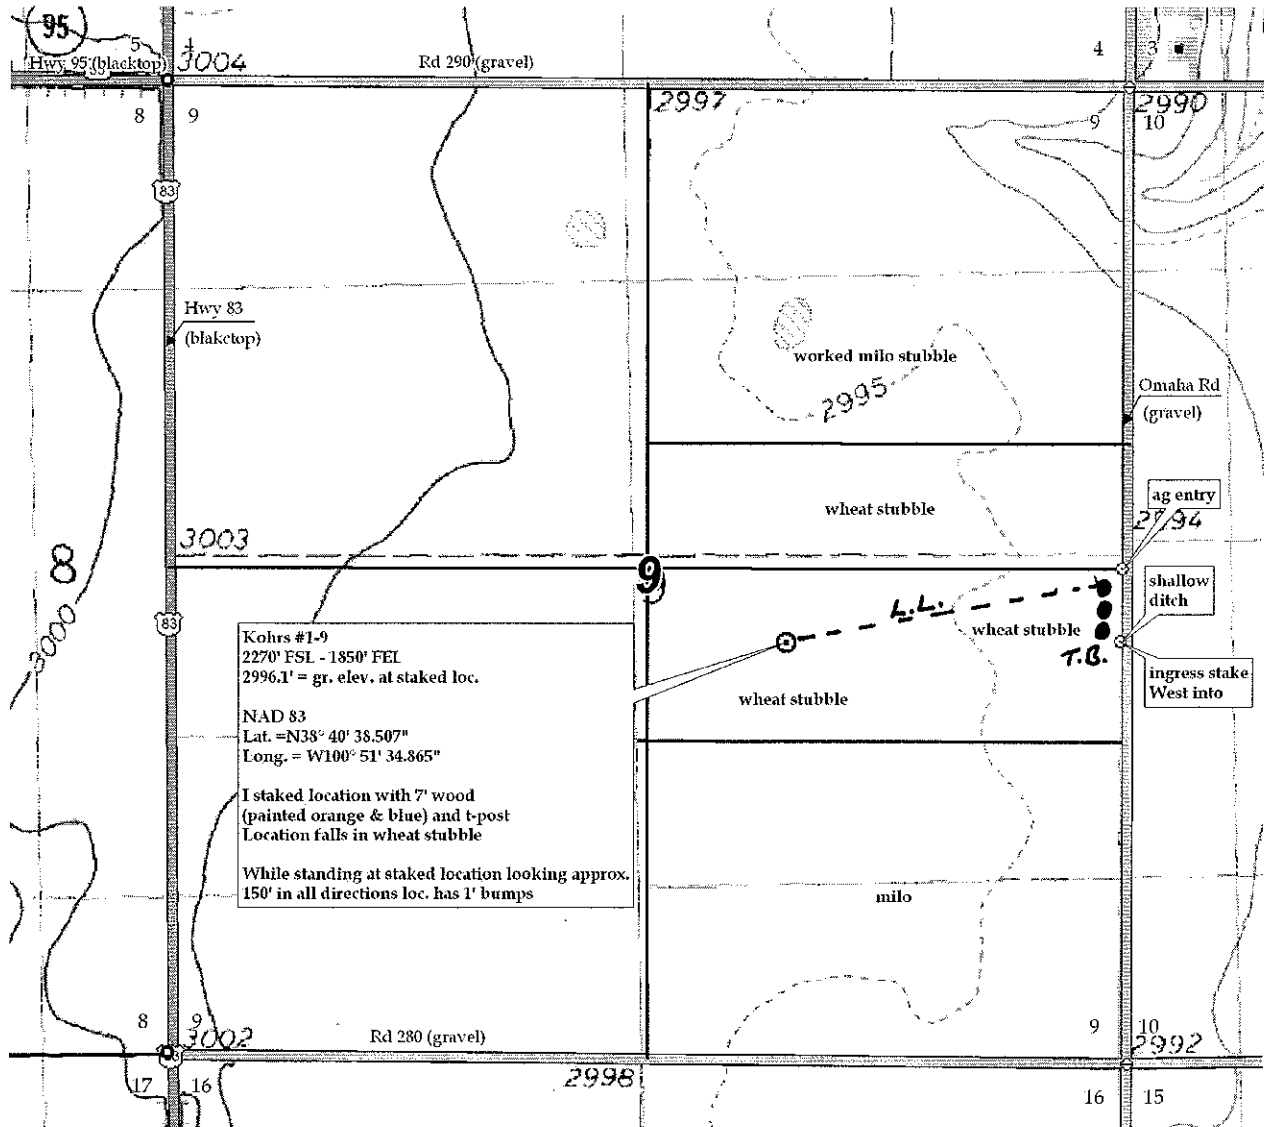 95
5 4
3004
Hwy 95 (blacktop)
Rd 290 (gravel)
4 3
2997
2990
8 9
9 10
83
Hwy 83
(blakctop)
worked milo stubble
2995
Omaha Rd
(gravel)
ag entry
2994
wheat stubble
3003
8
9
shallow
ditch
L.L.
83
wheat stubble
T.B.
3000
Kohrs #1-9
2270' FSL - 1850' FEL
2996.1' = gr. elev. at staked loc.
NAD 83
Lat. =N38° 40' 38.507"
Long. = W100° 51' 34.865"
I staked location with 7' wood
(painted orange & blue) and t-post
Location falls in wheat stubble
While standing at staked location looking approx.
150' in all directions loc. has 1' bumps
ingress stake
West into
wheat stubble
milo
8 9
3002
Rd 280 (gravel)
9 10
2992
2998
17 16
16 15